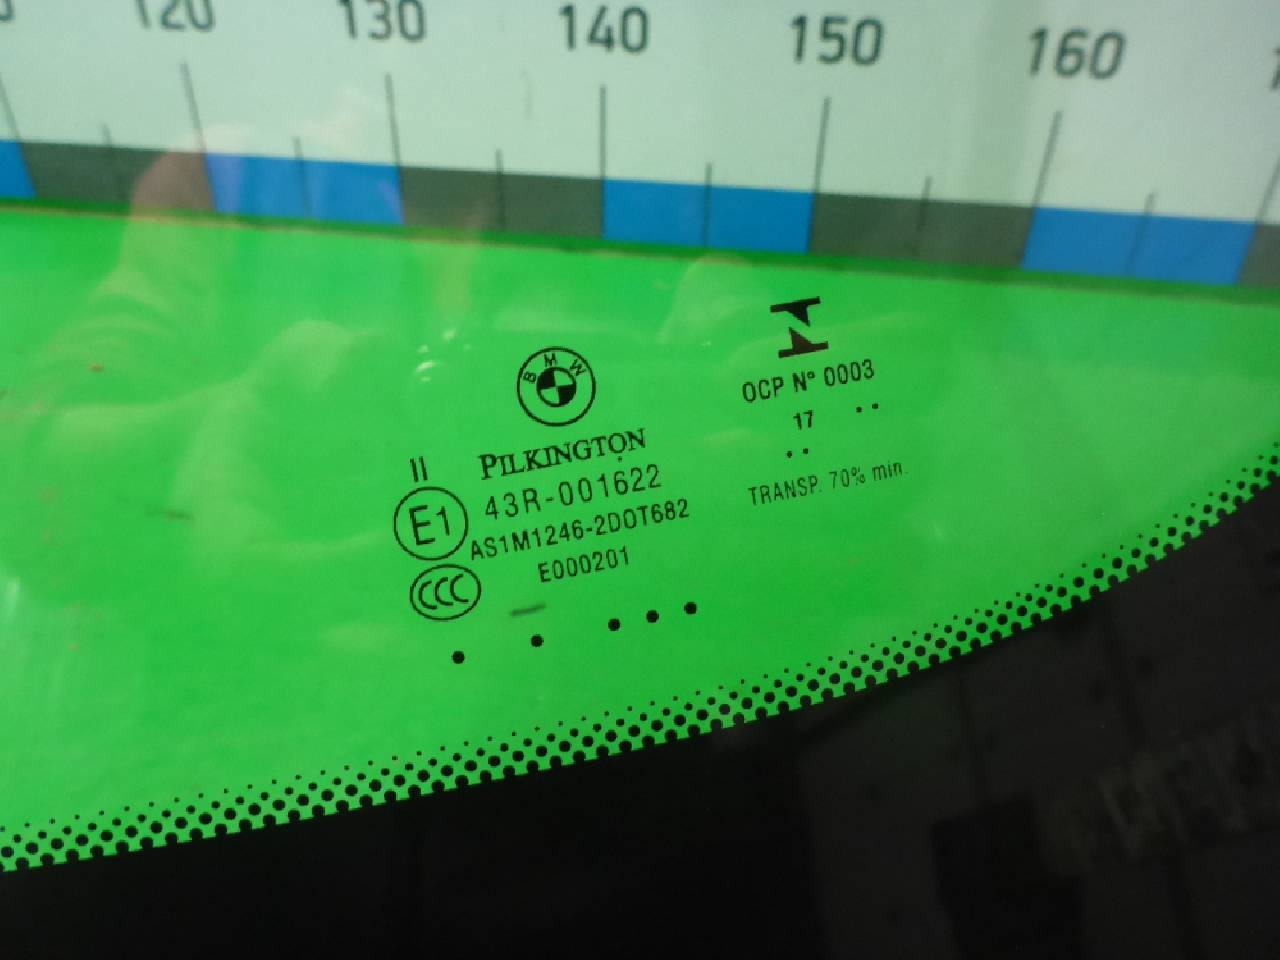 120 130 140 150 160
BMW
PILKINGTON
II
E1
43R-001622
AS1M1246-2DOT682
E000201
CCC
OCP Nº 0003
17
TRANSP. 70% min.